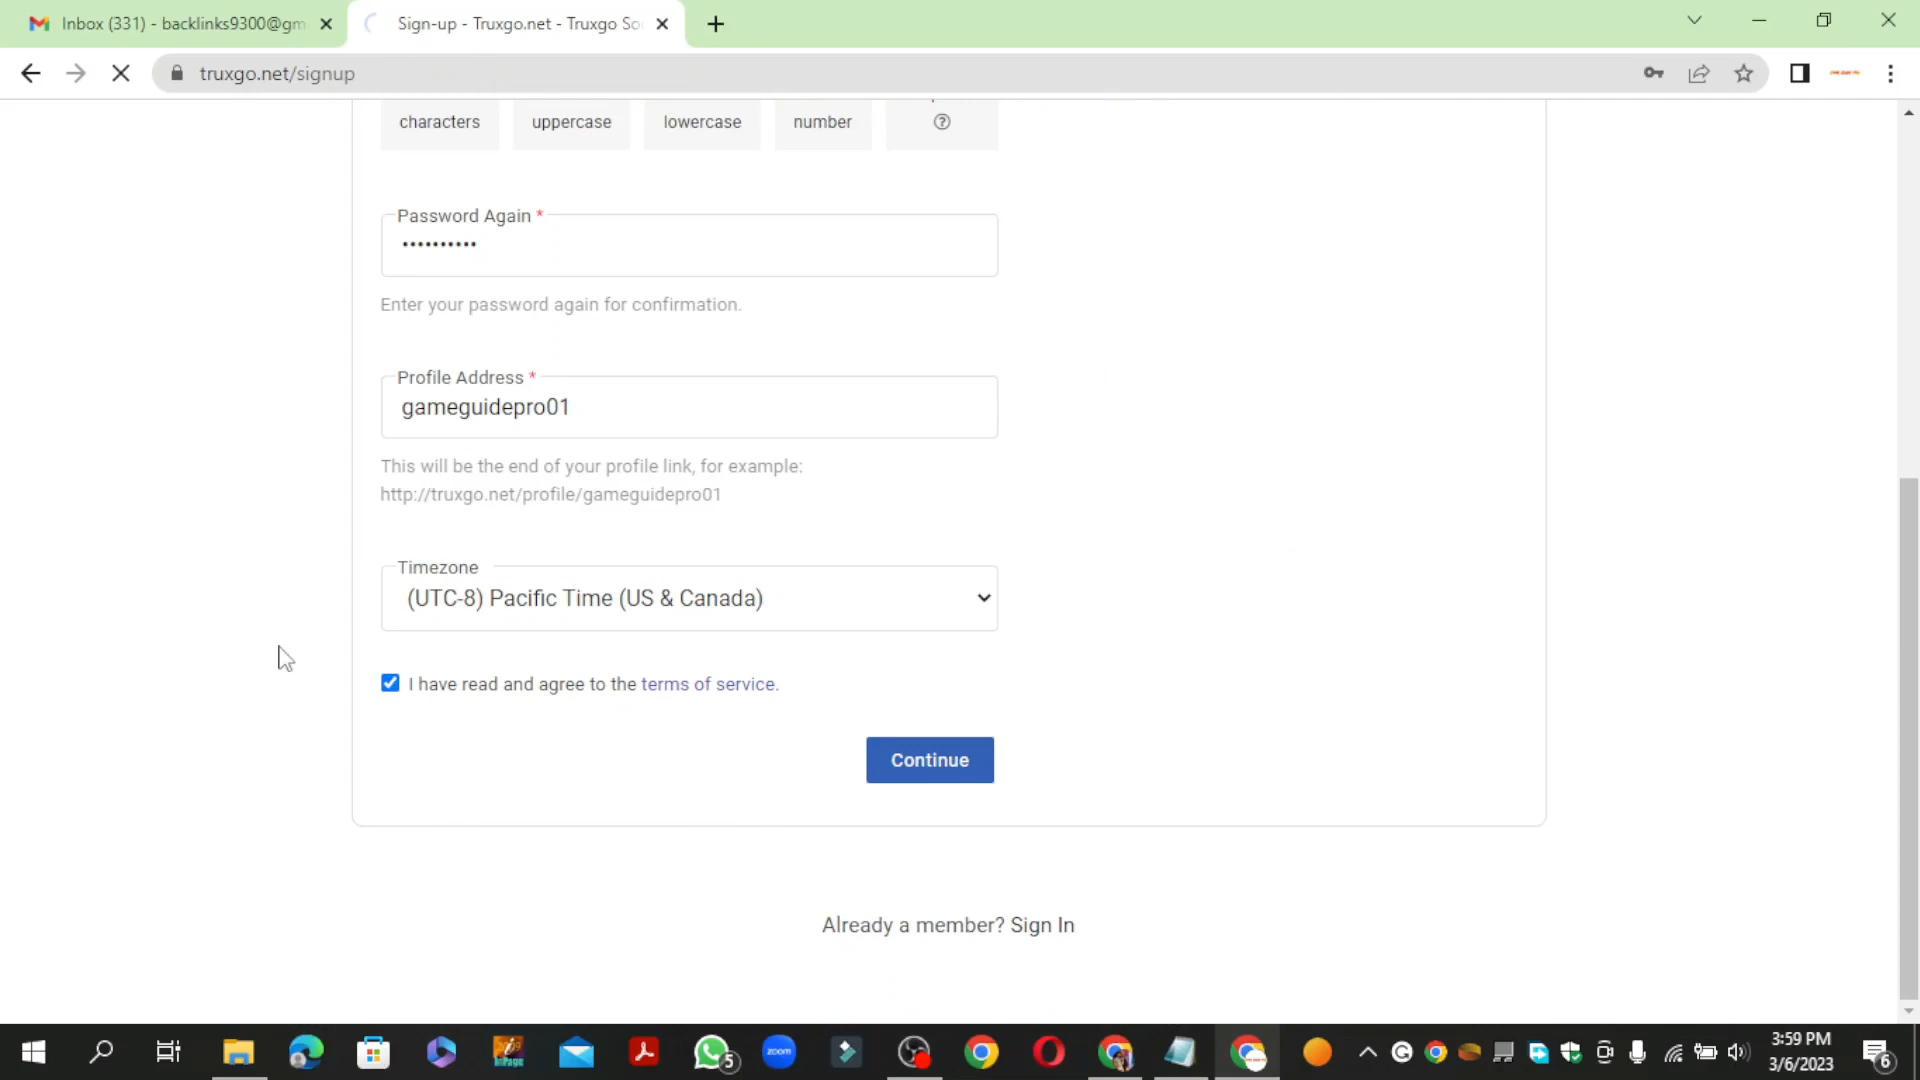 Inbox (331) - backlinks9300@gm
Sign-up - Truxgo.net - Truxgo So
truxgo.net/signup
characters
uppercase
lowercase
number
Password Again *
••••••••••
Enter your password again for confirmation.
Profile Address *
gameguidepro01
This will be the end of your profile link, for example:
http://truxgo.net/profile/gameguidepro01
Timezone
(UTC-8) Pacific Time (US & Canada)
I have read and agree to the terms of service.
Continue
Already a member? Sign In
5
zoom
3:59 PM
3/6/2023
6